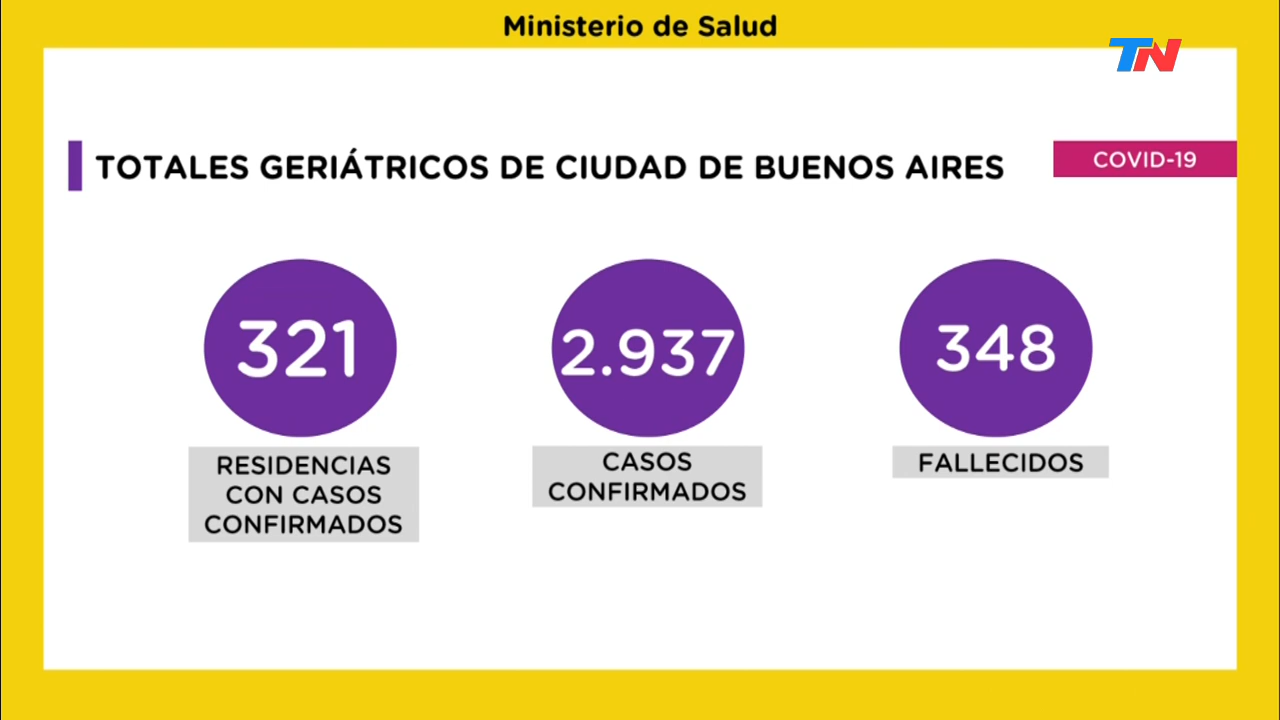 Ministerio de Salud
TN
TOTALES GERIÁTRICOS DE CIUDAD DE BUENOS AIRES
COVID-19
321
RESIDENCIAS
CON CASOS
CONFIRMADOS
2.937
CASOS
CONFIRMADOS
348
FALLECIDOS